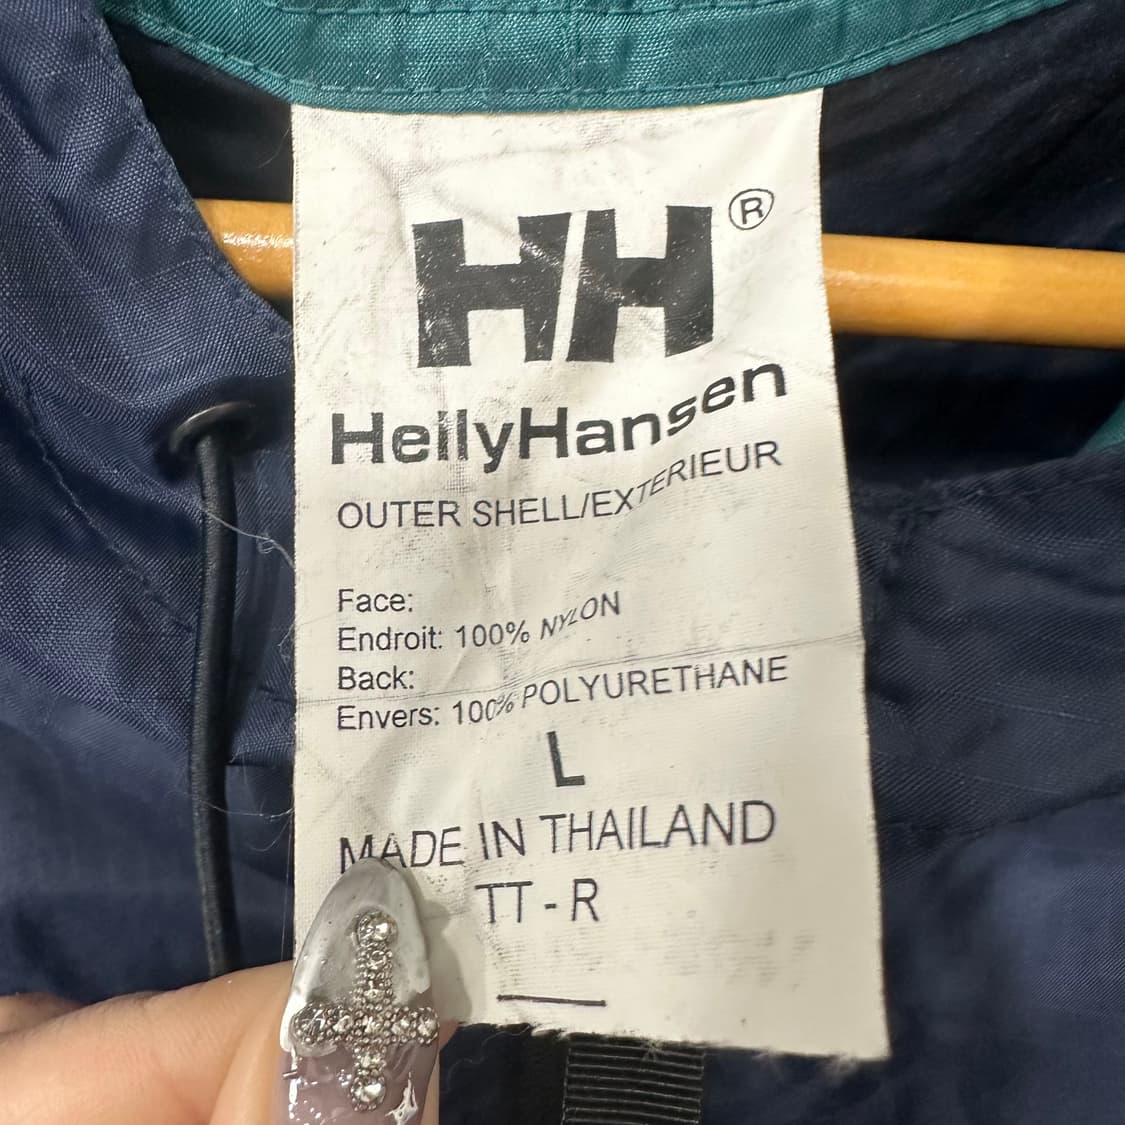 HH®
HellyHansen
OUTER SHELL/EXTERIEUR
Face:
Endroit: 100% NYLON
Back:
Envers: 100% POLYURETHANE
L
MADE IN THAILAND
TT - R